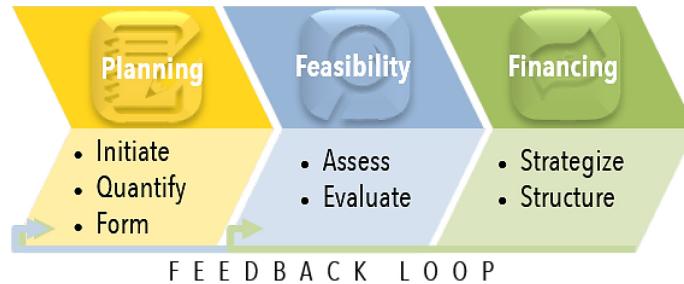 Planning
• Initiate
• Quantify
• Form
Feasibility
• Assess
• Evaluate
Financing
• Strategize
• Structure
FEEDBACK LOOP